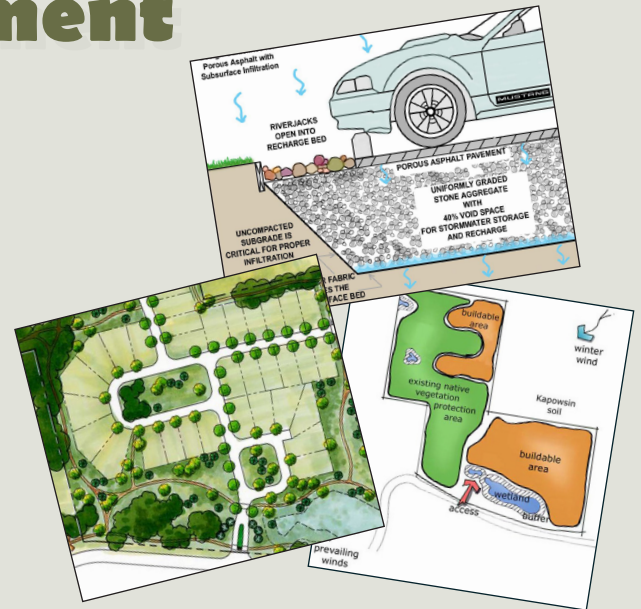 ment
Porous Asphalt with
Subsurface Infiltration
RIVERJACKS
OPEN INTO
RECHARGE BED
MUSTANG
POROUS ASPHALT PAVEMENT
UNIFORMLY GRADED
STONE AGGREGATE
WITH
40% VOID SPACE
FOR STORMWATER STORAGE
AND RECHARGE
UNCOMPACTED
SUBGRADE IS
CRITICAL FOR PROPER
INFILTRATION
FABRIC
THE
FACE BED
buildable
area
winter
wind
existing native
vegetation
protection
area
Kapowsin
soil
buildable
area
wetland
access
buffer
prevailing
winds